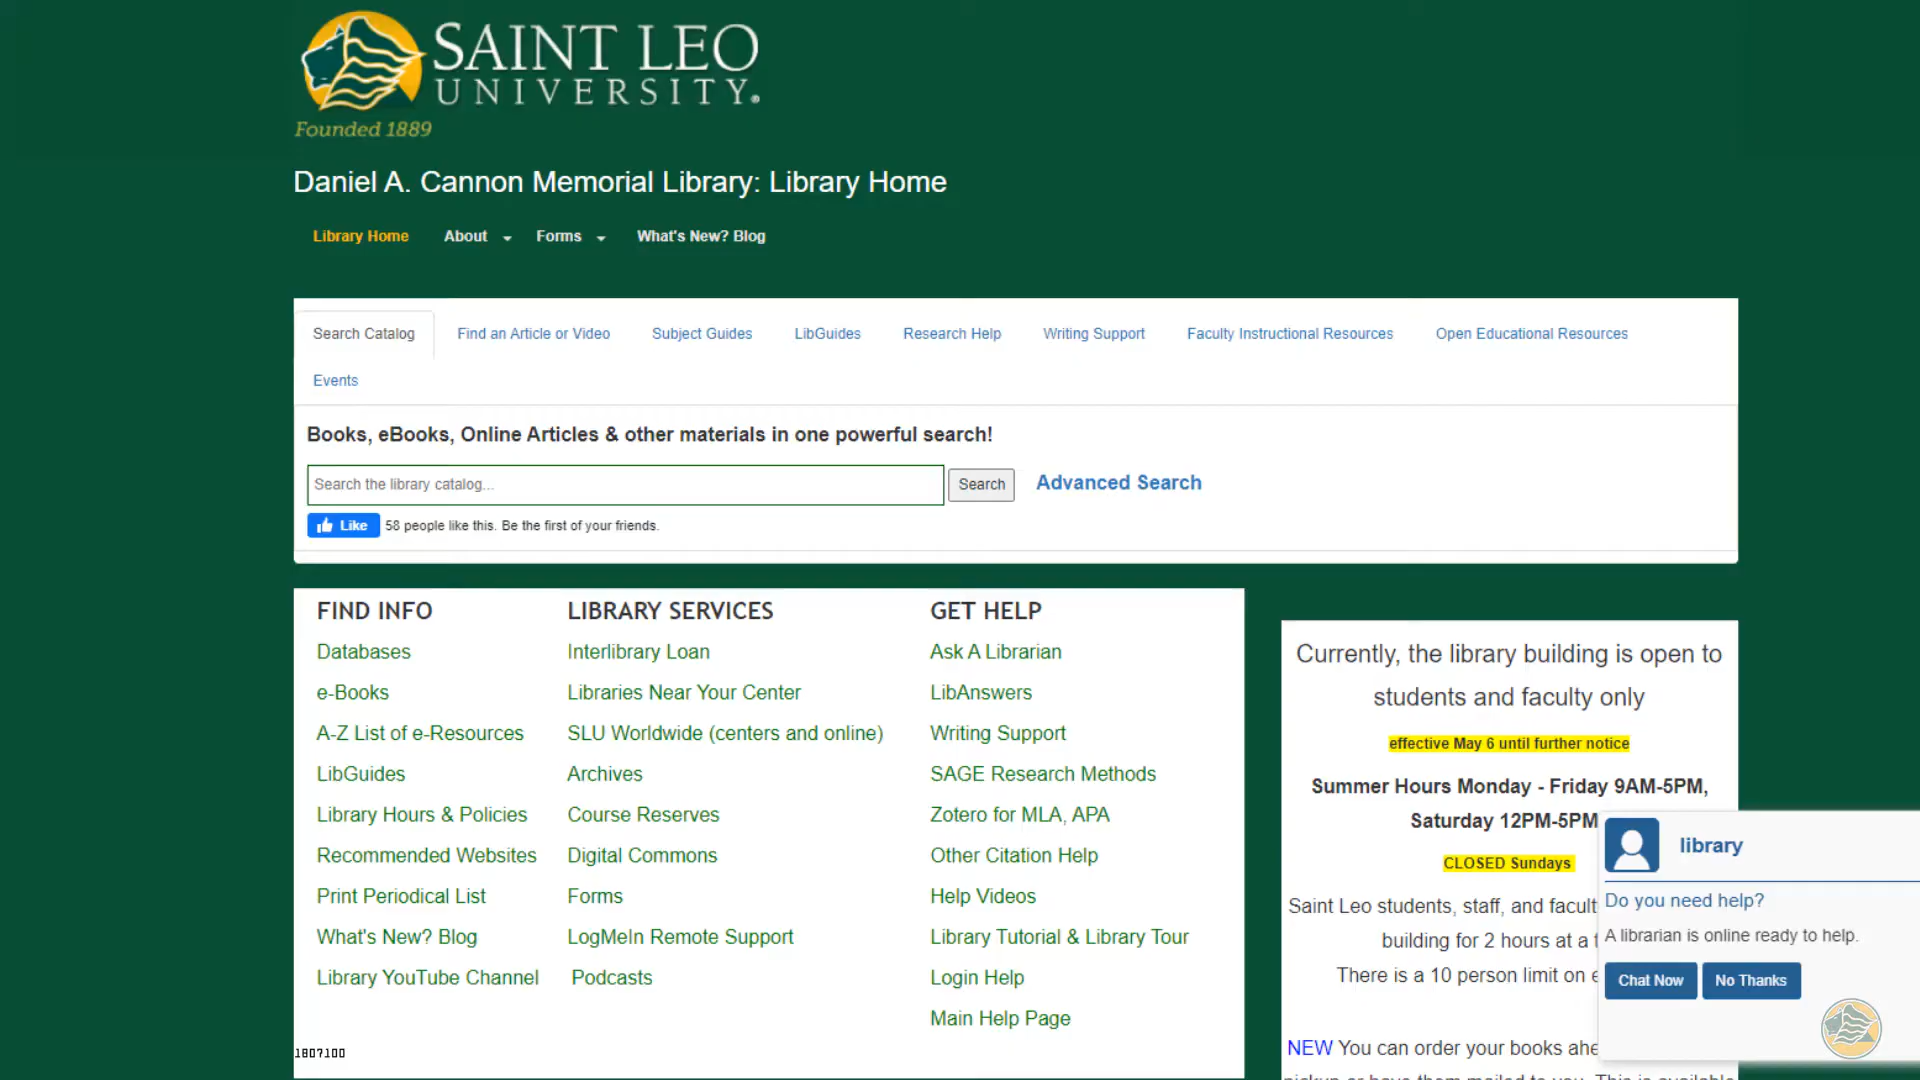 SAINT LEO
UNIVERSITY.
Founded 1889
Daniel A. Cannon Memorial Library: Library Home
Library Home About Forms What's New? Blog
Search Catalog Find an Article or Video Subject Guides LibGuides Research Help Writing Support Faculty Instructional Resources Open Educational Resources
Events
Books, eBooks, Online Articles & other materials in one powerful search!
Search the library catalog... Search Advanced Search
Like 58 people like this. Be the first of your friends.
FIND INFO
Databases
e-Books
A-Z List of e-Resources
LibGuides
Library Hours & Policies
Recommended Websites
Print Periodical List
What's New? Blog
Library YouTube Channel
1807100
LIBRARY SERVICES
Interlibrary Loan
Libraries Near Your Center
SLU Worldwide (centers and online)
Archives
Course Reserves
Digital Commons
Forms
LogMeIn Remote Support
Podcasts
GET HELP
Ask A Librarian
LibAnswers
Writing Support
SAGE Research Methods
Zotero for MLA, APA
Other Citation Help
Help Videos
Library Tutorial & Library Tour
Login Help
Main Help Page
Currently, the library building is open to
students and faculty only
effective May 6 until further notice
Summer Hours Monday - Friday 9AM-5PM,
Saturday 12PM-5PM
CLOSED Sundays
Saint Leo students, staff, and facult
building for 2 hours at a
There is a 10 person limit on
NEW You can order your books ahe
pickup or have them mailed to you. This is available
library
Do you need help?
A librarian is online ready to help.
Chat Now No Thanks